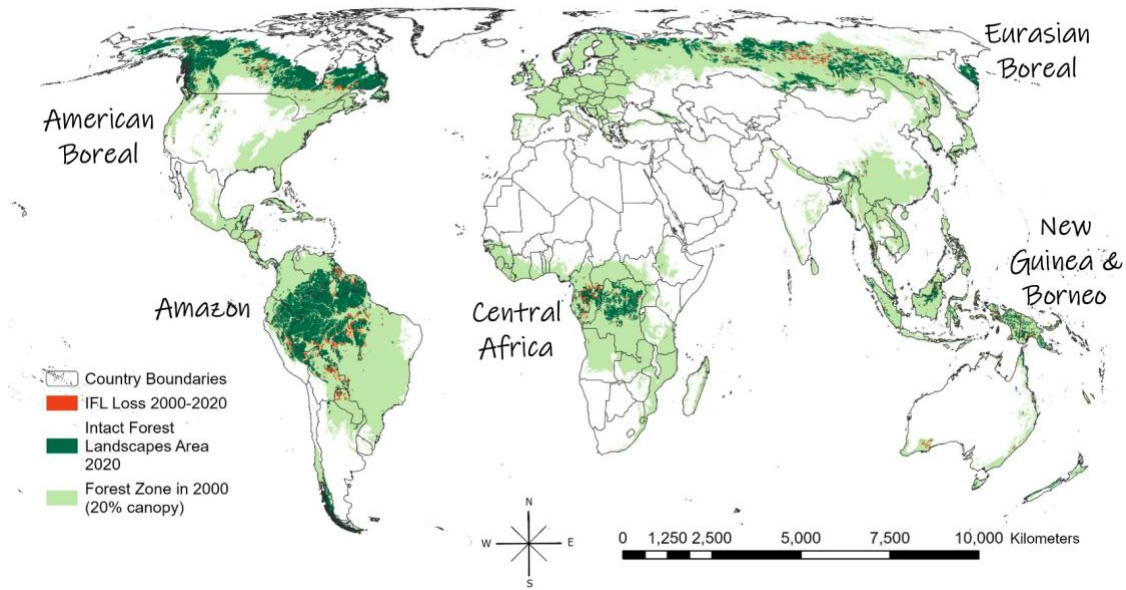 Eurasian
Boreal
American
Boreal
New
Guinea &
Borneo
Amazon
Central
Africa
Country Boundaries
IFL Loss 2000-2020
Intact Forest
Landscapes Area
2020
Forest Zone in 2000
(20% canopy)
N
W E
S
0 1,250 2,500 5,000 7,500 10,000 Kilometers